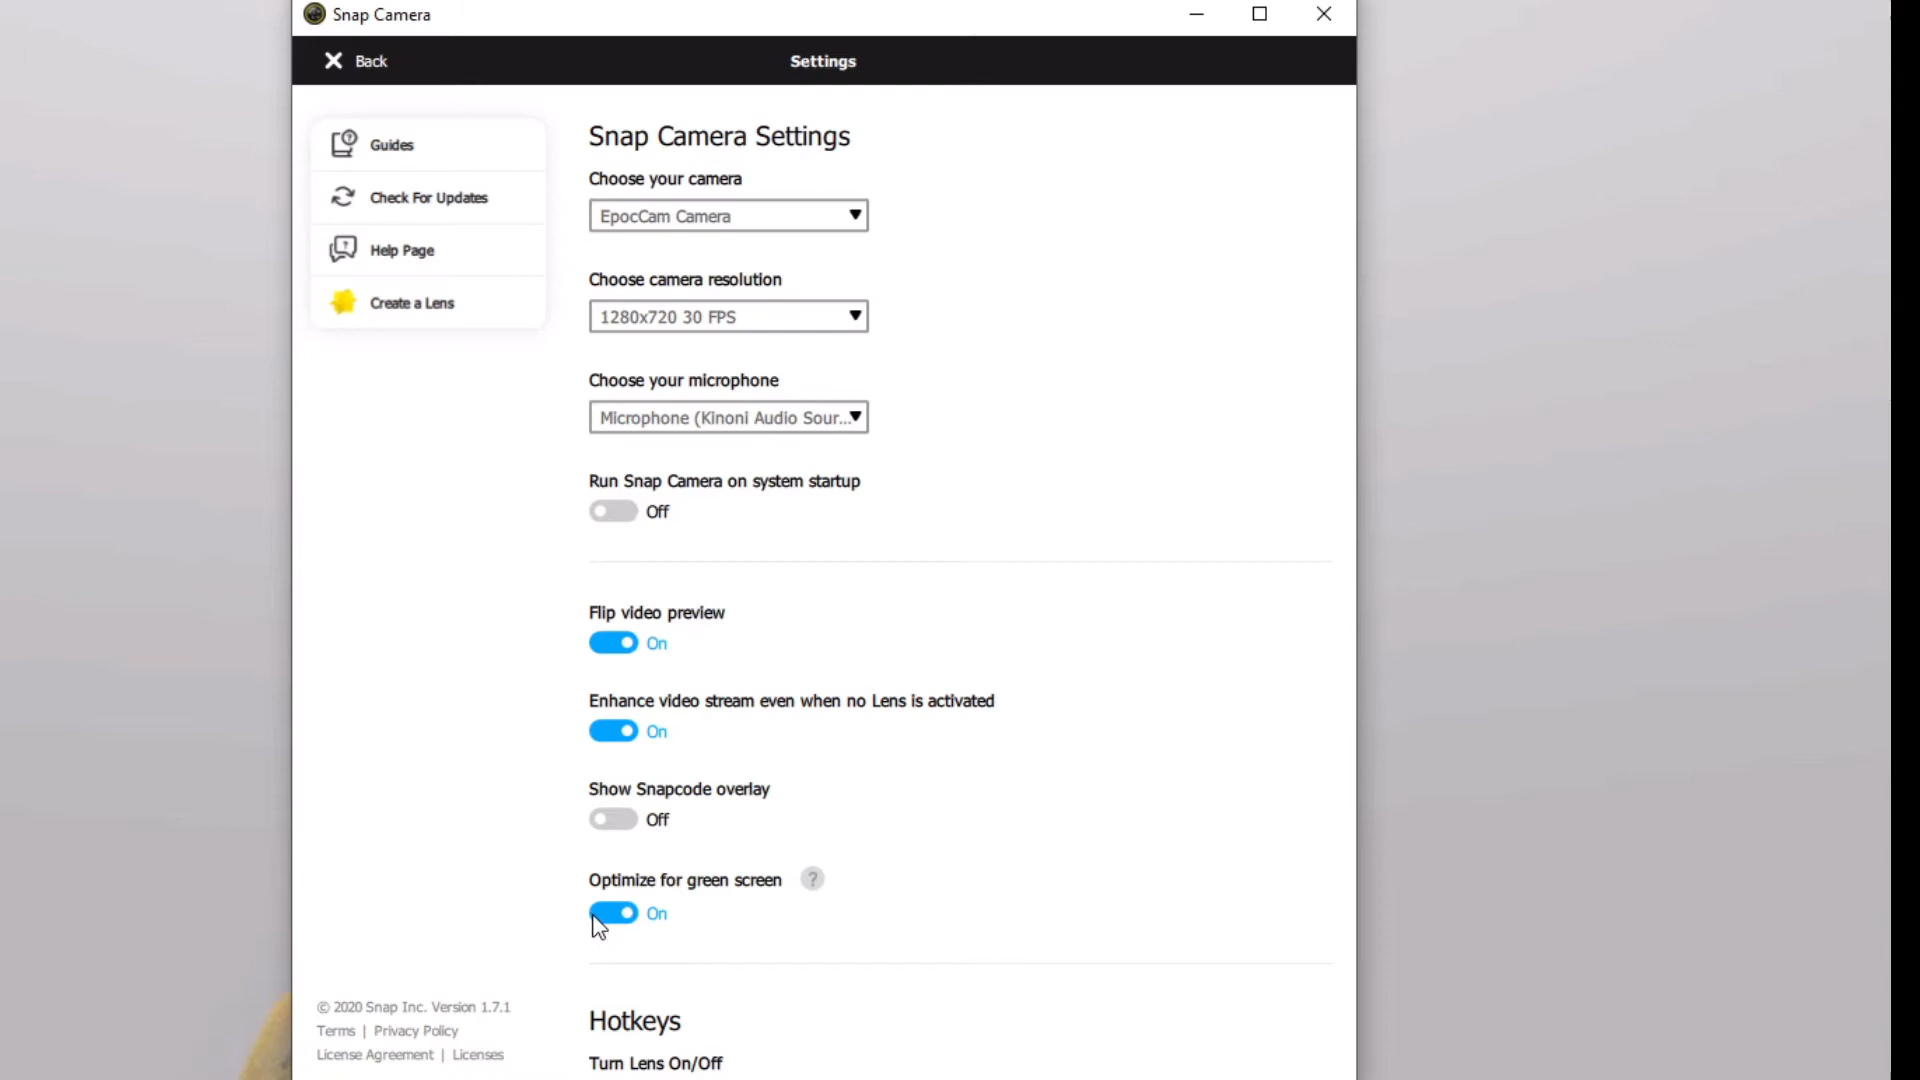 Snap Camera
Back
Settings
Guides
Check For Updates
Help Page
Create a Lens
Snap Camera Settings
Choose your camera
EpocCam Camera
Choose camera resolution
1280x720 30 FPS
Choose your microphone
Microphone (Kinoni Audio Sour...
Run Snap Camera on system startup
Off
Flip video preview
On
Enhance video stream even when no Lens is activated
On
Show Snapcode overlay
Off
Optimize for green screen ?
On
Hotkeys
Turn Lens On/Off
© 2020 Snap Inc. Version 1.7.1
Terms | Privacy Policy
License Agreement | Licenses